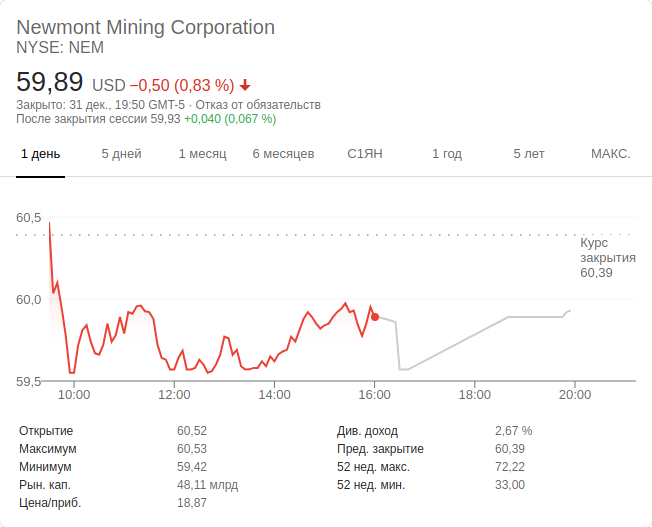 Newmont Mining Corporation
NYSE: NEM
59,89 USD −0,50 (0,83 %)
Закрыто: 31 дек., 19:50 GMT-5 · Отказ от обязательств
После закрытия сессии 59,93 +0,040 (0,067 %)
1 день 5 дней 1 месяц 6 месяцев С1ЯН 1 год 5 лет МАКС.
60,5
Курс
закрытия
60,39
60,0
59,5
10:00 12:00 14:00 16:00 18:00 20:00
Открытие 60,52 Див. доход 2,67 %
Максимум 60,53 Пред. закрытие 60,39
Минимум 59,42 52 нед. макс. 72,22
Рын. кап. 48,11 млрд 52 нед. мин. 33,00
Цена/приб. 18,87